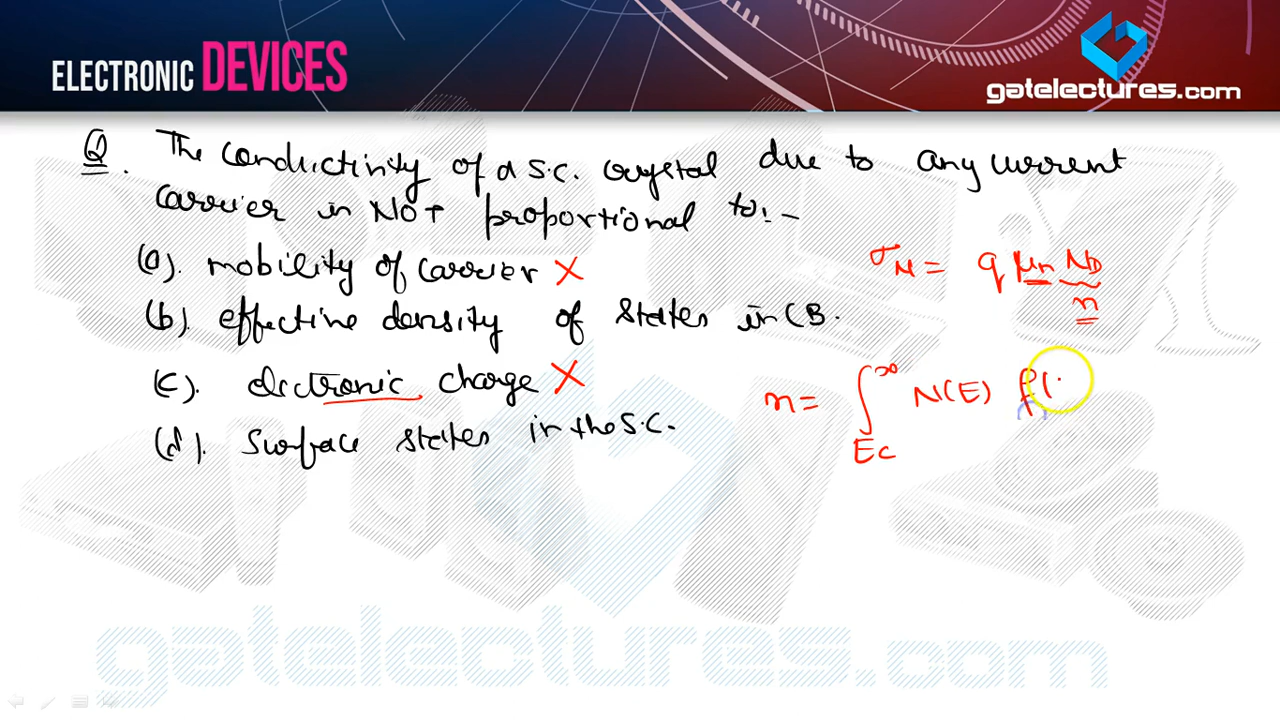 ELECTRONIC DEVICES
gatelectures.com
Q. The conductivity of a s.c. crystal due to any current
carrier in NOT proportional to:-
(a). mobility of carrier X
σN = q μn ND
n
(b). effective density of states in CB.
(c). electronic charge X
n = ∫ ∞ Ec N(E) f(
(d). Surface states in the s.c.
gatelectures.com